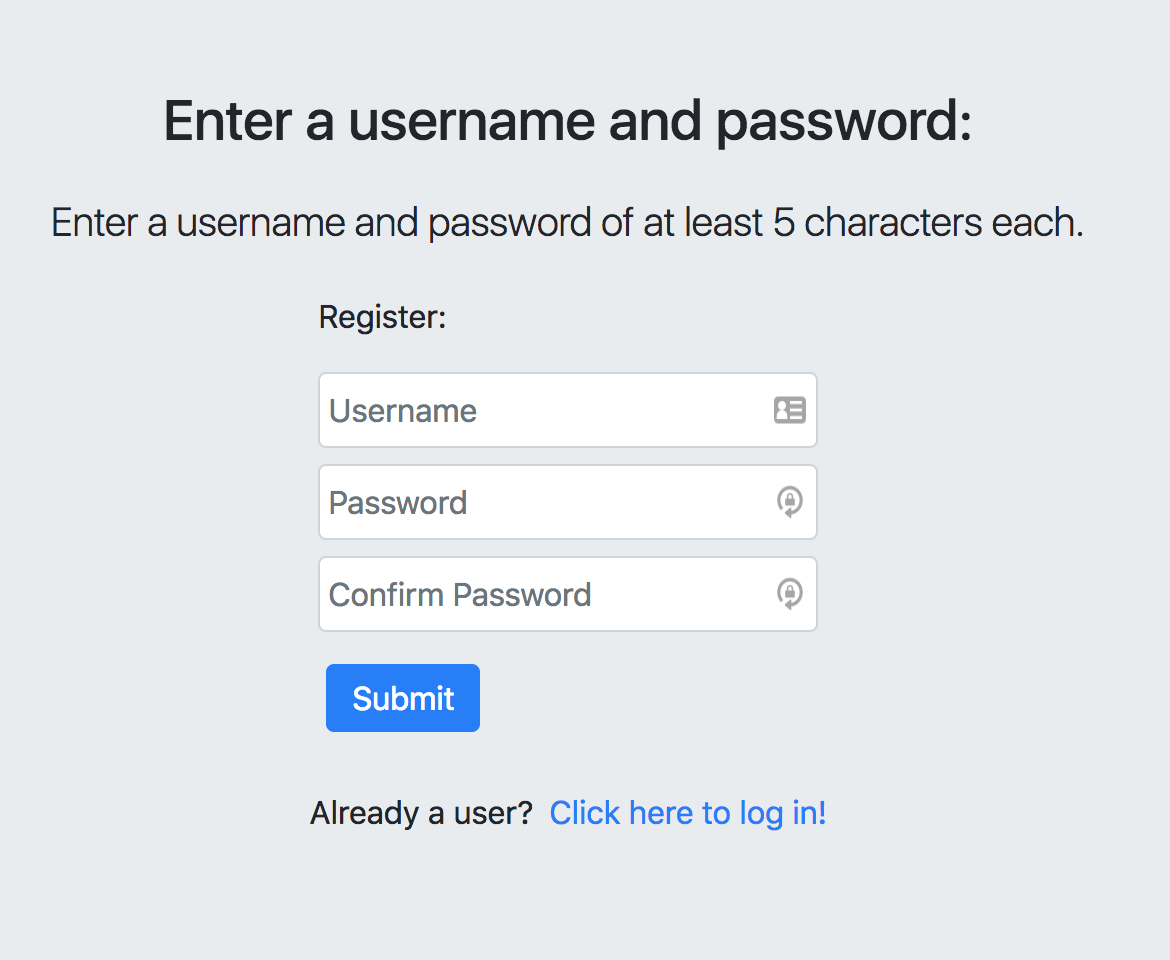 Enter a username and password:
Enter a username and password of at least 5 characters each.
Register:
Username
Password
Confirm Password
Submit
Already a user? Click here to log in!